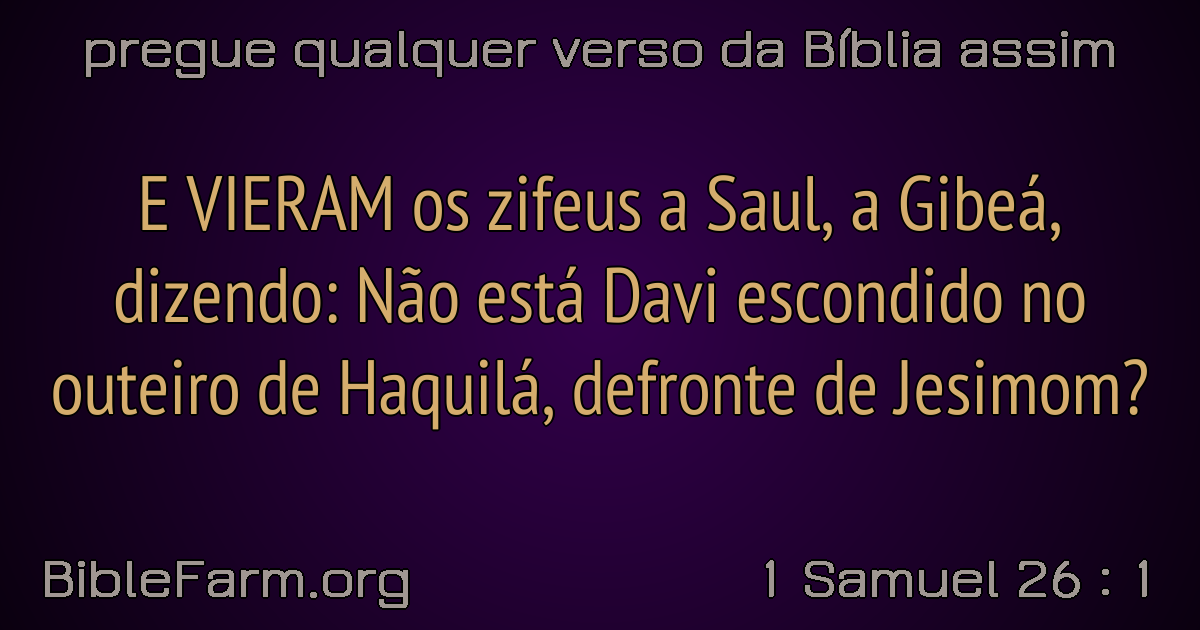 pregue qualquer verso da Bíblia assim
E VIERAM os zifeus a Saul, a Gibeá,
dizendo: Não está Davi escondido no
outeiro de Haquilá, defronte de Jesimom?
BibleFarm.org
1 Samuel 26 : 1